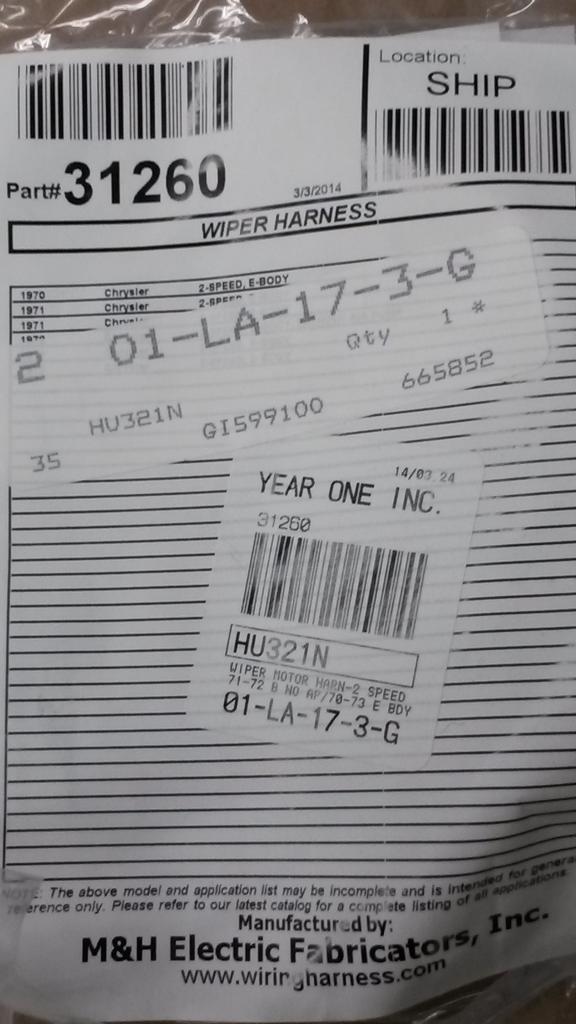 Location:
SHIP
Part# 31260
3/3/2014
WIPER HARNESS
1970 Chrysler 2-SPEED, E-BODY
1971 Chrysler
1971
2 01-LA-17-3-G
Qty 1 *
HU321N GI599100 665852
35
14/03 24
YEAR ONE INC.
31260
HU321N
WIPER MOTOR HARN-2 SPEED
71-72 B NO AP/70-73 E BDY
01-LA-17-3-G
NOTE: The above model and application list may be incomplete and is intended for general
reference only. Please refer to our latest catalog for a complete listing of all applications.
Manufactured by:
M&H Electric Fabricators, Inc.
www.wiringharness.com